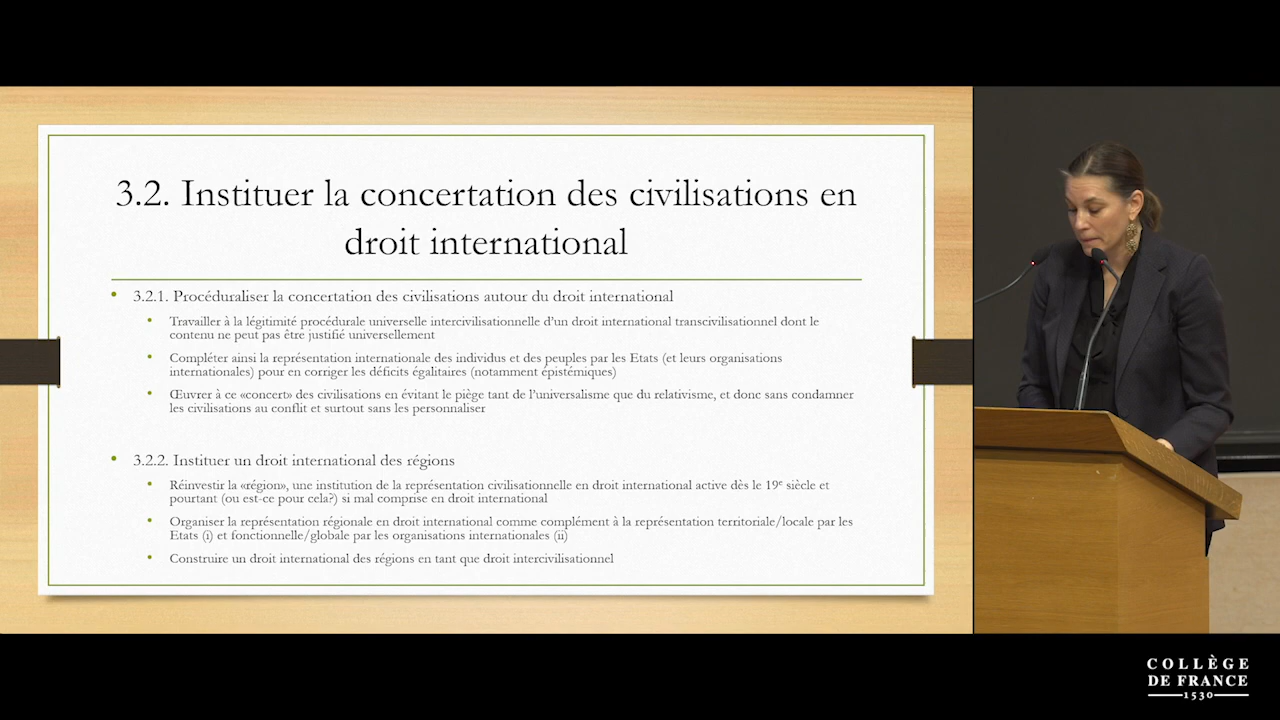 3.2. Instituer la concertation des civilisations en
droit international
• 3.2.1. Procéduraliser la concertation des civilisations autour du droit international
• Travailler à la légitimité procédurale universelle intercivilisationnelle d'un droit international transcivilisationnel dont le
contenu ne peut pas être justifié universellement
• Compléter ainsi la représentation internationale des individus et des peuples par les Etats (et leurs organisations
internationales) pour en corriger les déficits égalitaires (notamment épistémiques)
• Œuvrer à ce «concert» des civilisations en évitant le piège tant de l'universalisme que du relativisme, et donc sans condamner
les civilisations au conflit et surtout sans les personnaliser
• 3.2.2. Instituer un droit international des régions
• Réinvestir la «région», une institution de la représentation civilisationnelle en droit international active dès le 19e siècle et
pourtant (ou est-ce pour cela?) si mal comprise en droit international
• Organiser la représentation régionale en droit international comme complément à la représentation territoriale/locale par les
Etats (i) et fonctionnelle/globale par les organisations internationales (ii)
• Construire un droit international des régions en tant que droit intercivilisationnel
COLLÈGE
DE FRANCE
1530